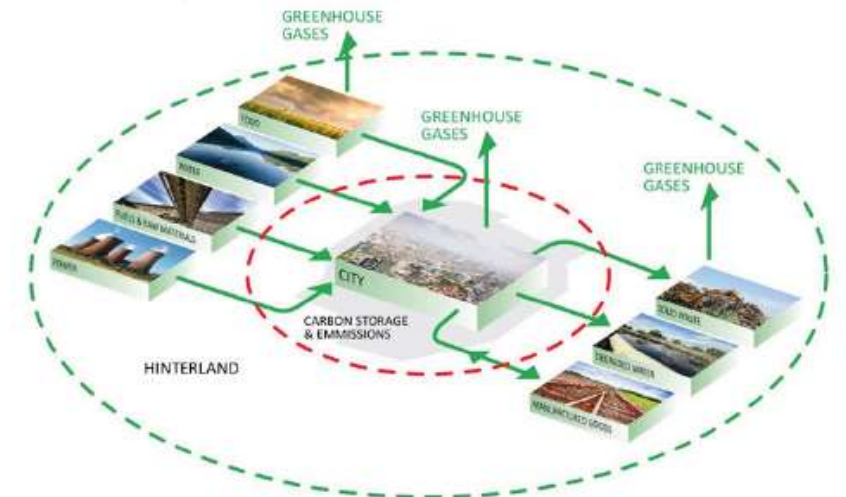 GREENHOUSE
GASES
FOOD
GREENHOUSE
GASES
WATER
GREENHOUSE
GASES
FUELS & RAW MATERIALS
POWER
CITY
SOLID WASTE
CARBON STORAGE
& EMMISSIONS
DEGRADED WATER
HINTERLAND
MANUFACTURED GOODS